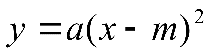 y = a(x - m)²